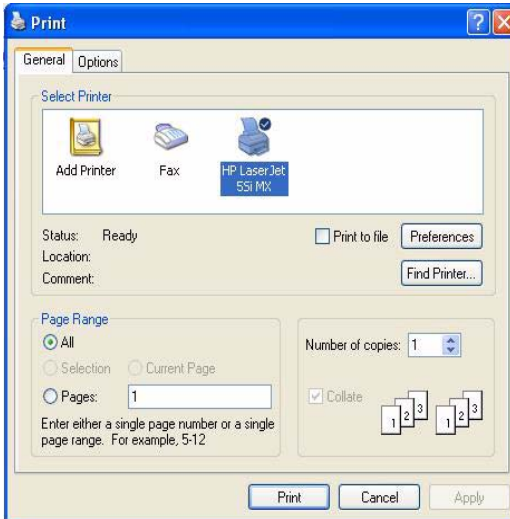 Print
General Options
Select Printer
Add Printer Fax HP LaserJet
5Si MX
Status: Ready
Location:
Comment:
Print to file Preferences
Find Printer...
Page Range
All
Selection Current Page
Pages: 1
Enter either a single page number or a single
page range. For example, 5-12
Number of copies: 1
Collate
1 2 3 1 2 3
Print Cancel Apply